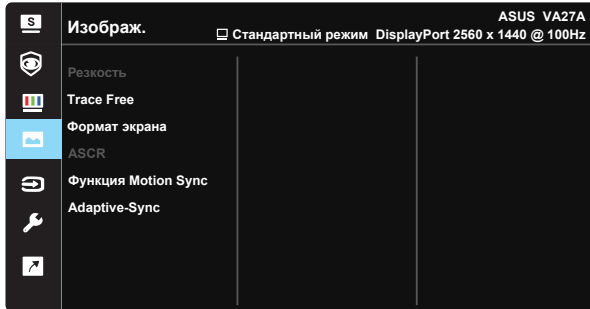 S
ASUS VA27A
Изображ.
Стандартный режим DisplayPort 2560 x 1440 @ 100Hz
Резкость
Trace Free
Формат экрана
ASCR
Функция Motion Sync
Adaptive-Sync